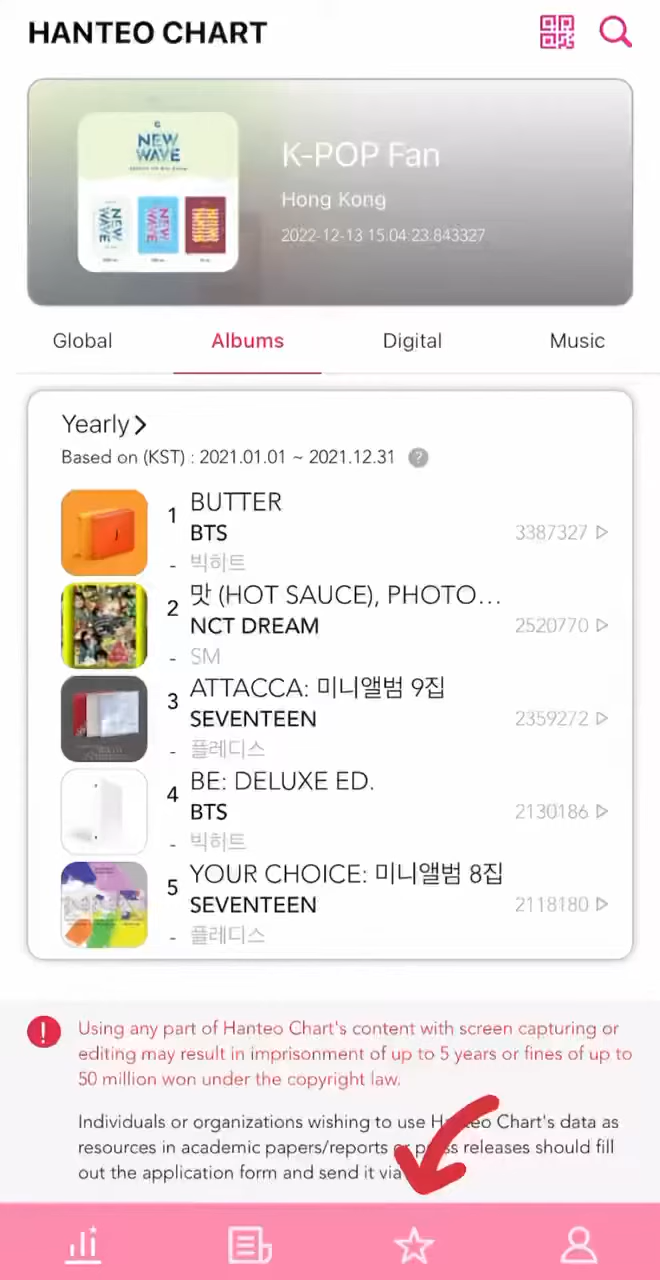 HANTEO CHART
NEW
WAVE
K-POP Fan
Hong Kong
2022-12-13 15:04:23.843327
NEW
WAVE
NEW
WAVE
Global
Albums
Digital
Music
Yearly
Based on (KST) : 2021.01.01 ~ 2021.12.31 ?
1
BUTTER
BTS
3387327
- 빅히트
2
맛 (HOT SAUCE), PHOTO...
NCT DREAM
2520770
- SM
3
ATTACCA: 미니앨범 9집
SEVENTEEN
2359272
- 플레디스
4
BE: DELUXE ED.
BTS
2130186
- 빅히트
5
YOUR CHOICE: 미니앨범 8집
SEVENTEEN
2118180
- 플레디스
! Using any part of Hanteo Chart's content with screen capturing or
editing may result in imprisonment of up to 5 years or fines of up to
50 million won under the copyright law.
Individuals or organizations wishing to use Hanteo Chart's data as
resources in academic papers/reports or press releases should fill
out the application form and send it via